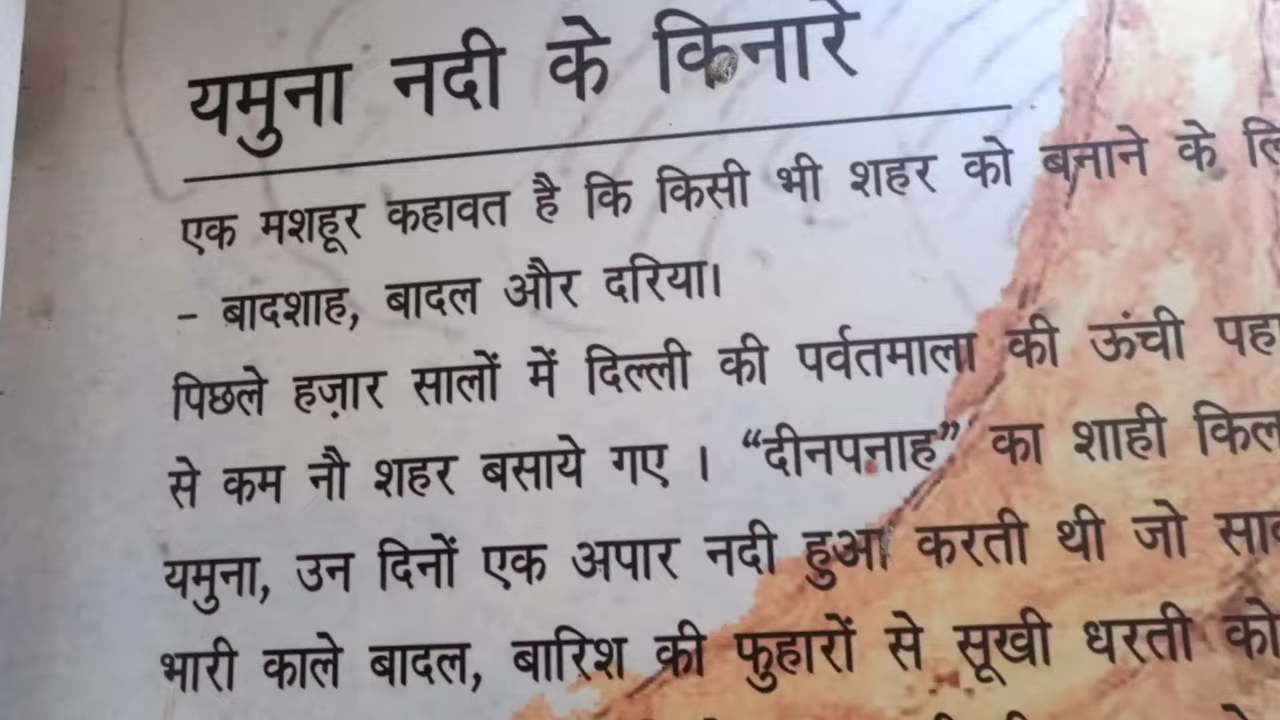 यमुना नदी के किनारे
एक मशहूर कहावत है कि किसी भी शहर को बनाने के
- बादशाह, बादल और दरिया।
पिछले हज़ार सालों में दिल्ली की पर्वतमाला की ऊंची
से कम नौ शहर बसाये गए । “दीनपनाह” का शाही
यमुना, उन दिनों एक अपार नदी हुआ करती थी जो
भारी काले बादल, बारिश की फुहारों से सूखी धरती को